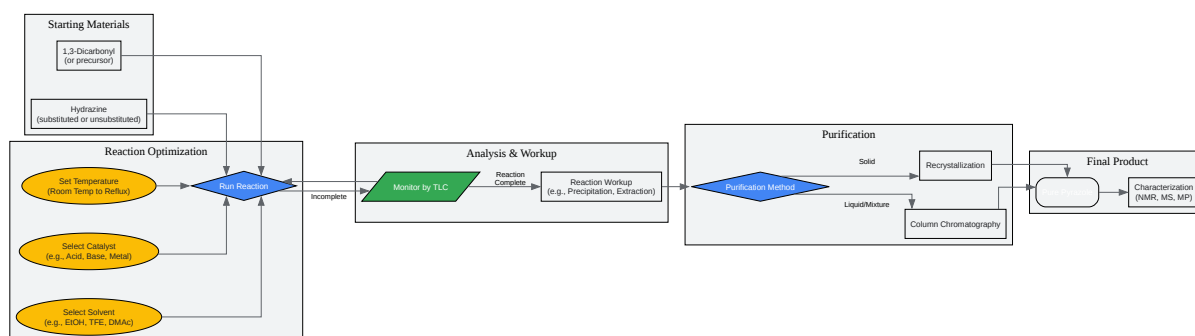 Starting Materials
1,3-Dicarbonyl
(or precursor)
Hydrazine
(substituted or unsubstituted)
Reaction Optimization
Set Temperature
(Room Temp to Reflux)
Run Reaction
Select Catalyst
(e.g., Acid, Base, Metal)
Select Solvent
(e.g., EtOH, TFE, DMAc)
Incomplete
Analysis & Workup
Monitor by TLC
Reaction
Complete
Reaction Workup
(e.g., Precipitation, Extraction)
Purification
Purification Method
Solid
Liquid/Mixture
Recrystallization
Column Chromatography
Final Product
Characterization
(NMR, MS, MP)